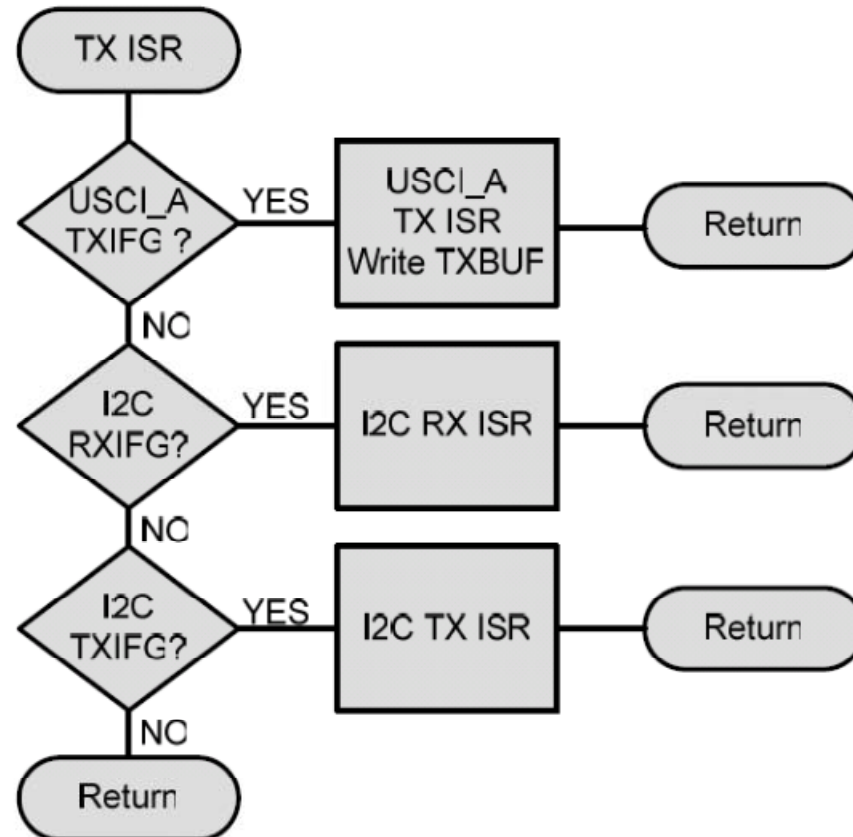 TX ISR
USCI_A
TXIFG ?
YES
USCI_A
TX ISR
Write TXBUF
Return
NO
I2C
RXIFG?
YES
I2C RX ISR
Return
NO
I2C
TXIFG?
YES
I2C TX ISR
Return
NO
Return